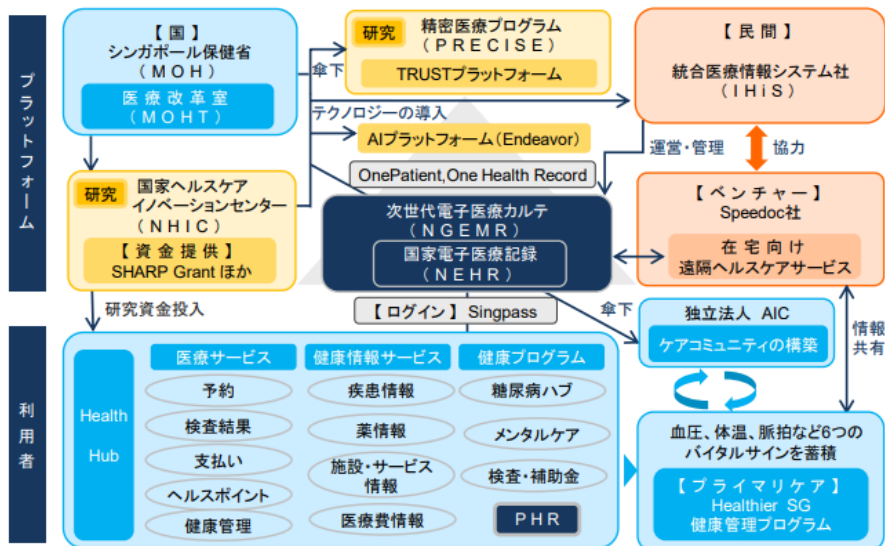 プラットフォーム
【国】
シンガポール保健省
(MOH)
医療改革室
(MOHT)
傘下
研究
精密医療プログラム
(PRECISE)
TRUSTプラットフォーム
【民間】
統合医療情報システム社
(IHiS)
テクノロジーの導入
AIプラットフォーム(Endeavor)
運営・管理
協力
OnePatient,One Health Record
研究
国家ヘルスケア
イノベーションセンター
(NHIC)
【資金提供】
SHARP Grant ほか
次世代電子医療カルテ
(NGEMR)
国家電子医療記録
(NEHR)
【ベンチャー】
Speedoc社
在宅向け
遠隔ヘルスケアサービス
研究資金投入
【ログイン】 Singpass
傘下
独立法人 AIC
ケアコミュニティの構築
情報
共有
利用者
Health
Hub
医療サービス
予約
検査結果
支払い
ヘルスポイント
健康管理
健康情報サービス
疾患情報
薬情報
施設・サービス
情報
医療費情報
健康プログラム
糖尿病ハブ
メンタルケア
検査・補助金
PHR
血圧、体温、脈拍など6つの
バイタルサインを蓄積
【プライマリケア】
Healthier SG
健康管理プログラム